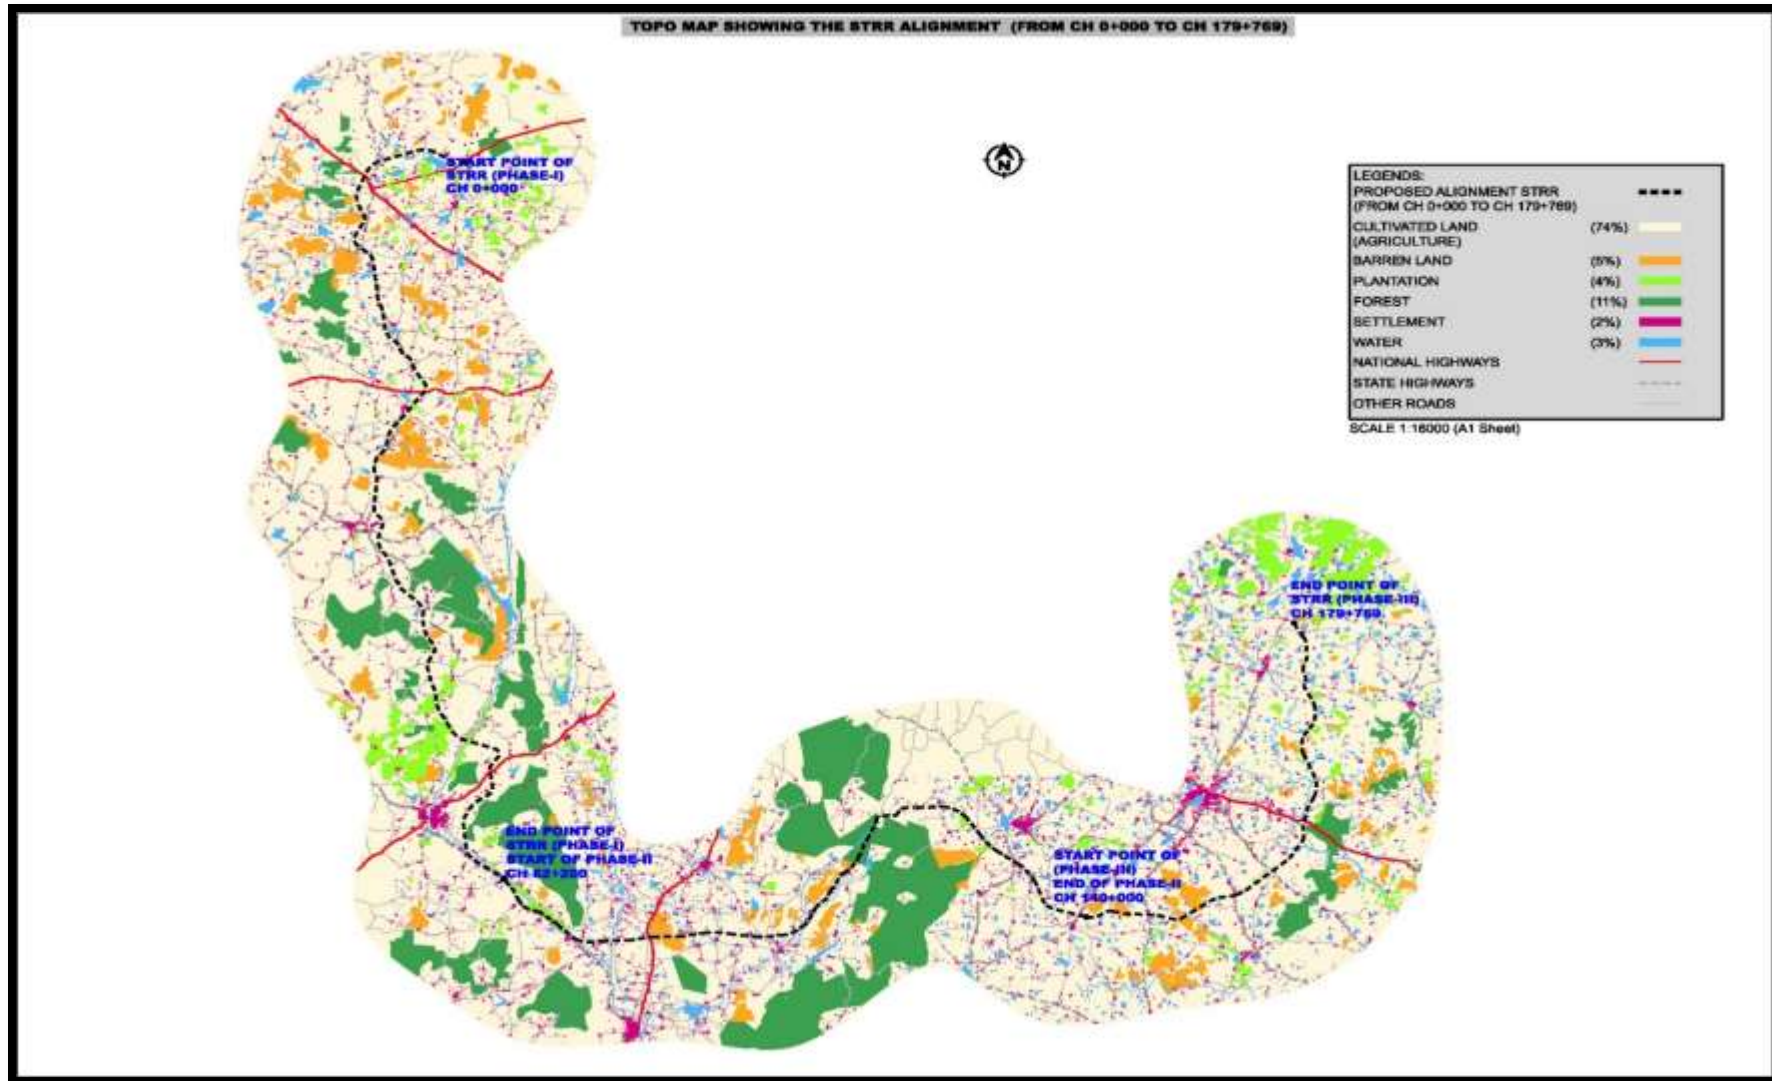 TOPO MAP SHOWING THE STRR ALIGNMENT (FROM CH 0+000 TO CH 179+769)
START POINT OF
STRR (PHASE-I)
CH 0+000
N
LEGENDS:
PROPOSED ALIGNMENT STRR
(FROM CH 0+000 TO CH 179+769)
CULTIVATED LAND (74%)
(AGRICULTURE)
BARREN LAND (5%)
PLANTATION (4%)
FOREST (11%)
SETTLEMENT (2%)
WATER (3%)
NATIONAL HIGHWAYS
STATE HIGHWAYS
OTHER ROADS
SCALE 1:16000 (A1 Sheet)
END POINT OF
STRR (PHASE-III)
CH 179+769
END POINT OF
STRR (PHASE-I)
START OF PHASE-II
CH
START POINT OF
(PHASE-III)
END OF PHASE-II
CH 140+000